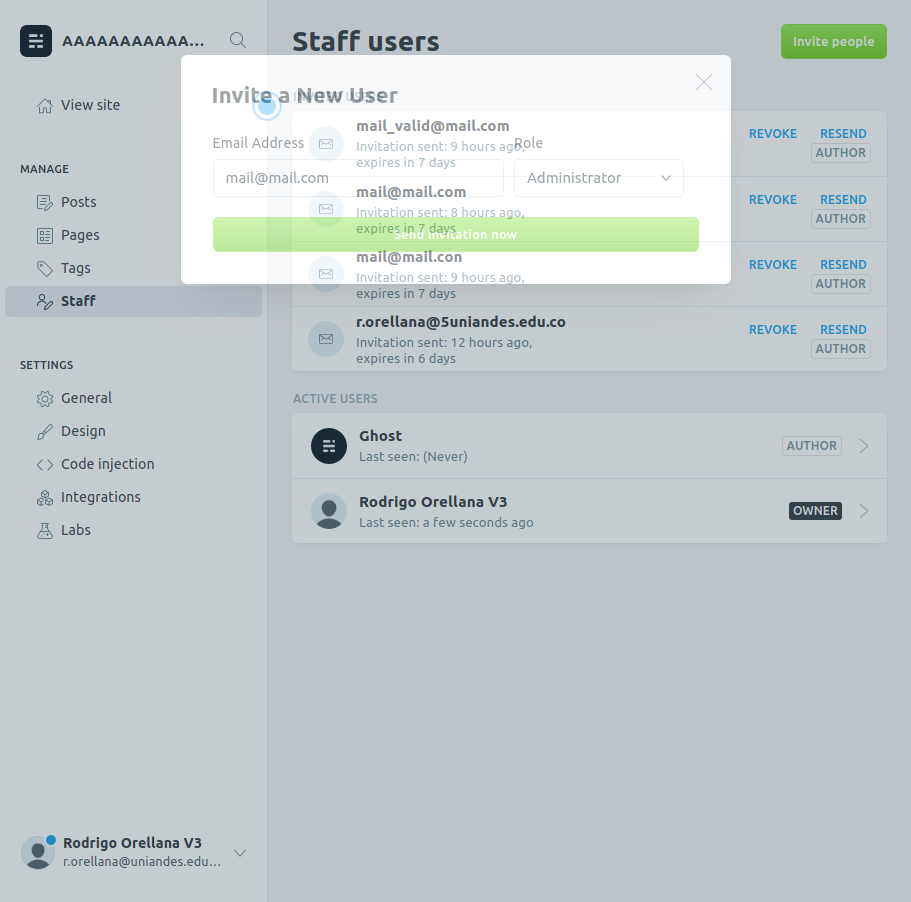 AAAAAAAAAAA...
View site
MANAGE
Posts
Pages
Tags
Staff
SETTINGS
General
Design
Code injection
Integrations
Labs
Rodrigo Orellana V3
r.orellana@uniandes.edu...
Staff users
Invite people
Invite a New User
Email Address
mail@mail.com
Role
Administrator
Send invitation now
INVITED USERS
mail_valid@mail.com
Invitation sent: 9 hours ago,
expires in 7 days
REVOKE RESEND
AUTHOR
mail@mail.com
Invitation sent: 8 hours ago,
expires in 7 days
REVOKE RESEND
AUTHOR
mail@mail.con
Invitation sent: 9 hours ago,
expires in 7 days
REVOKE RESEND
AUTHOR
r.orellana@5uniandes.edu.co
Invitation sent: 12 hours ago,
expires in 6 days
REVOKE RESEND
AUTHOR
ACTIVE USERS
Ghost
Last seen: (Never)
AUTHOR
Rodrigo Orellana V3
Last seen: a few seconds ago
OWNER